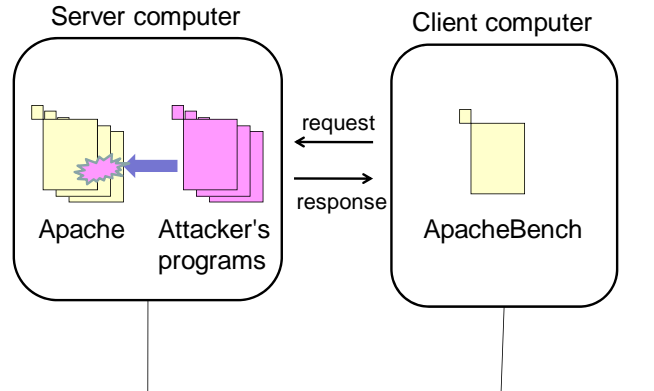 Server computer
Client computer
request
response
Apache
Attacker's
programs
ApacheBench